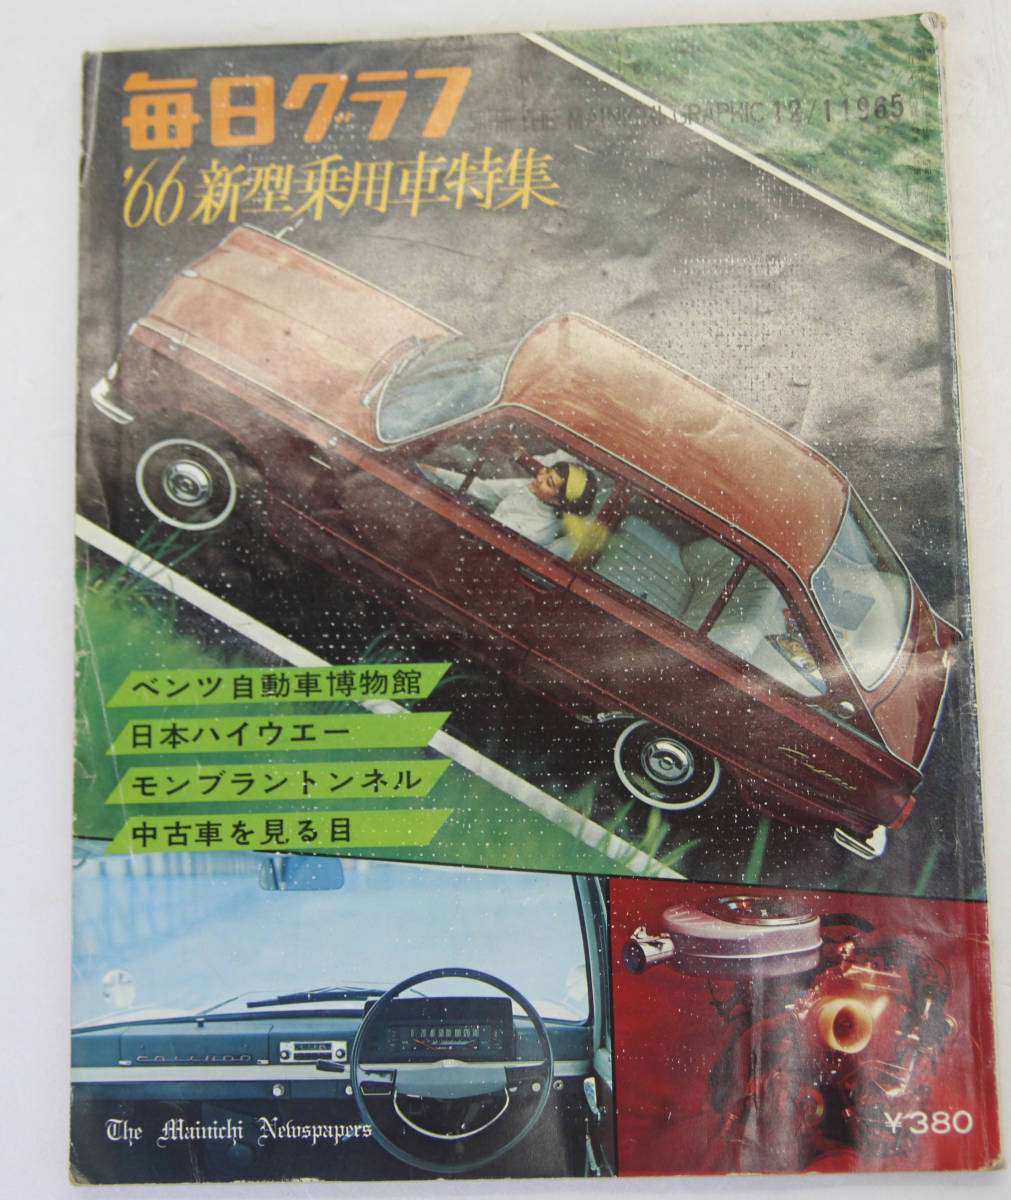 毎日グラフ
THE MAINICHI GRAPHIC 12/1 1965
'66 新型乗用車特集
ベンツ自動車博物館
日本ハイウエー
モンブラントンネル
中古車を見る目
The Mainichi Newspapers
¥380